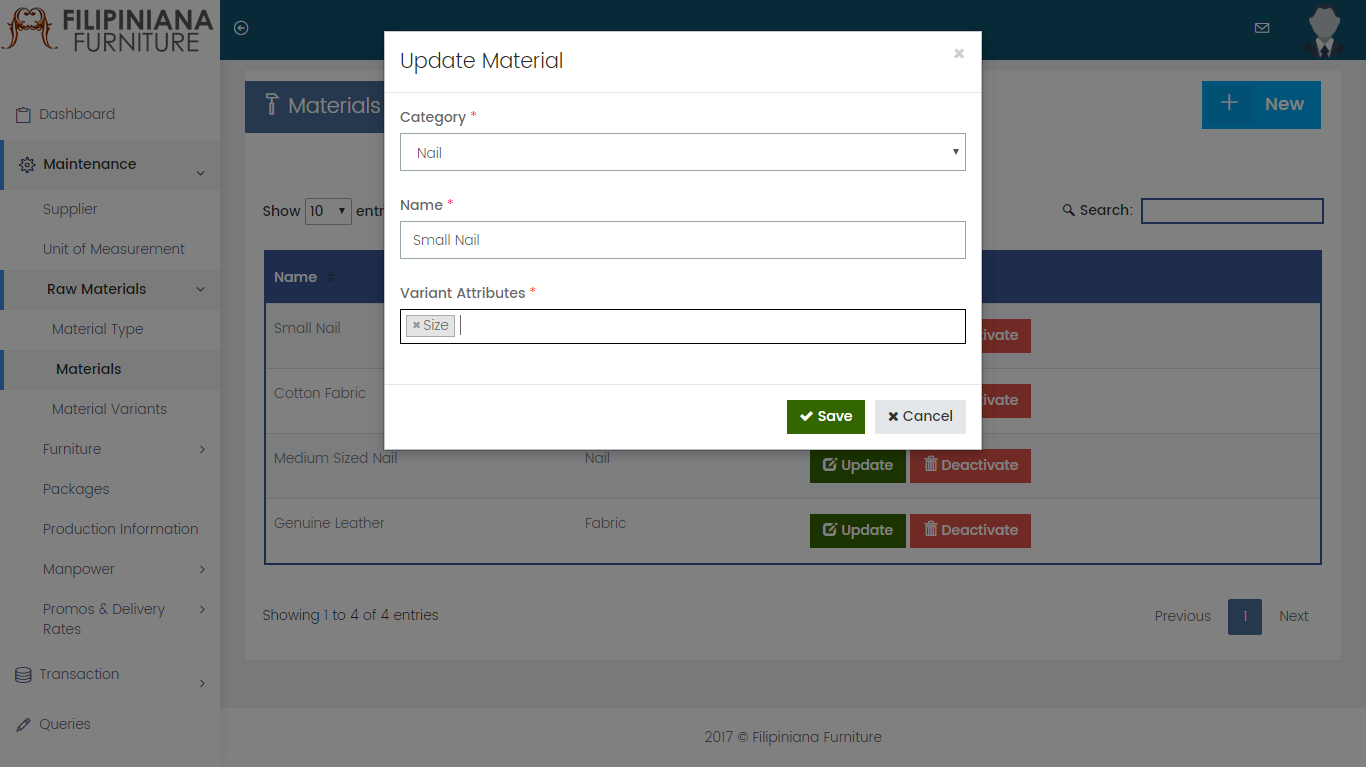 FILIPINIANA
FURNITURE
Dashboard
Maintenance
Supplier
Unit of Measurement
Raw Materials
Material Type
Materials
Material Variants
Furniture
Packages
Production Information
Manpower
Promos & Delivery
Rates
Transaction
Queries
Materials
New
Show 10 entr
Search:
Name
Small Nail
ivate
Cotton Fabric
ivate
Medium Sized Nail Nail Update Deactivate
Genuine Leather Fabric Update Deactivate
Showing 1 to 4 of 4 entries
Previous 1 Next
2017 © Filipiniana Furniture
Update Material ×
Category *
Nail
Name *
Small Nail
Variant Attributes *
× Size
Save Cancel